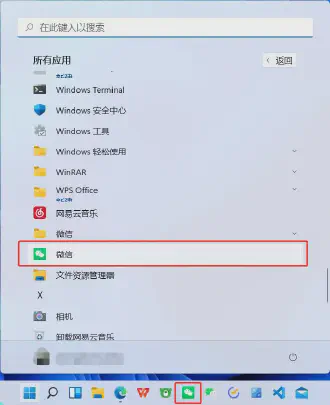 在此键入以搜索
所有应用
返回
Windows Terminal
Windows 安全中心
Windows 工具
Windows 轻松使用
WinRAR
WPS Office
网易云音乐
微信
微信
文件资源管理器
X
相机
卸载网易云音乐